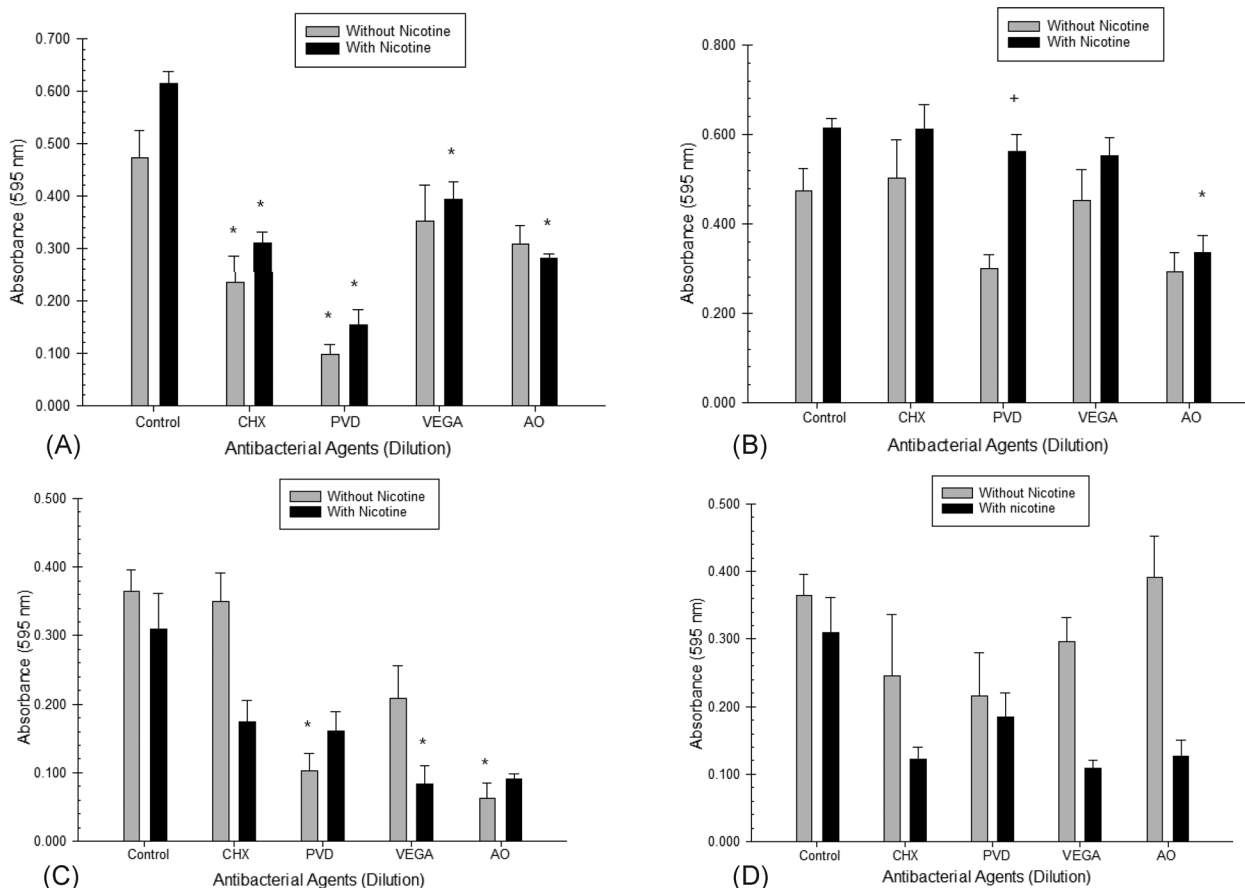 Without Nicotine
With Nicotine
0.700
0.600
0.500
0.400
0.300
0.200
0.100
0.000
Absorbance (595 nm)
*
*
*
*
*
*
Control
CHX
PVD
VEGA
AO
(A)
Antibacterial Agents (Dilution)
Without Nicotine
With Nicotine
0.800
0.600
0.400
0.200
0.000
Absorbance (595 nm)
+
*
Control
CHX
PVD
VEGA
AO
(B)
Antibacterial Agents (Dilution)
Without Nicotine
With Nicotine
0.500
0.400
0.300
0.200
0.100
0.000
Absorbance (595 nm)
*
*
*
Control
CHX
PVD
VEGA
AO
(C)
Antibacterial Agents (Dilution)
Without Nicotine
With nicotine
0.500
0.400
0.300
0.200
0.100
0.000
Absorbance (595 nm)
Control
CHX
PVD
VEGA
AO
(D)
Antibacterial Agents (Dilution)